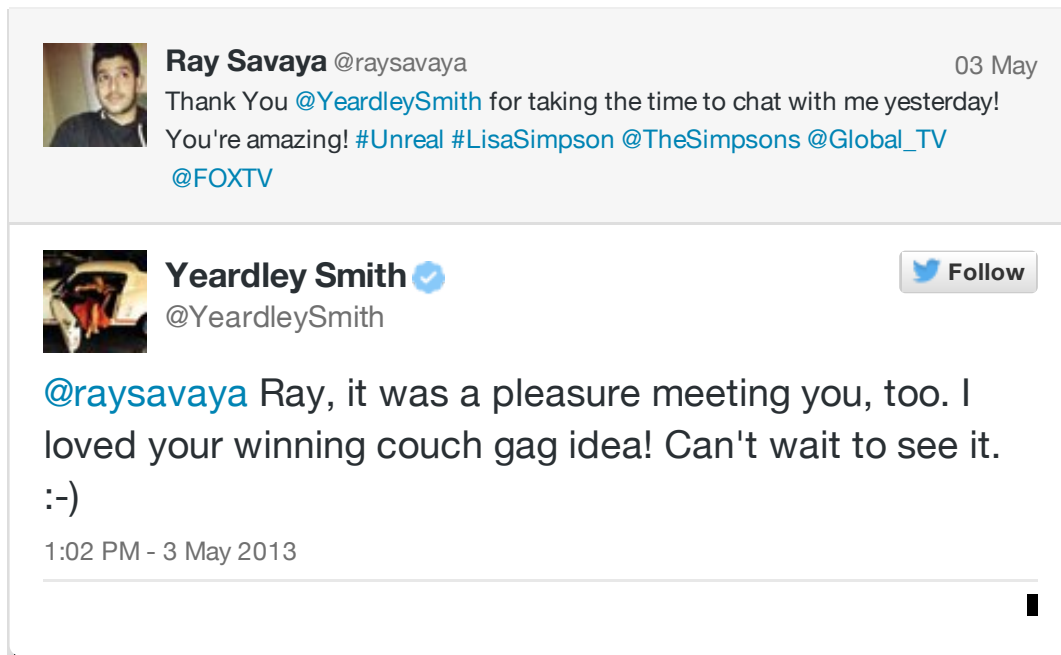 Ray Savaya @raysavaya 03 May
Thank You @YeardleySmith for taking the time to chat with me yesterday!
You're amazing! #Unreal #LisaSimpson @TheSimpsons @Global_TV
@FOXTV
Yeardley Smith Follow
@YeardleySmith
@raysavaya Ray, it was a pleasure meeting you, too. I
loved your winning couch gag idea! Can't wait to see it.
:-)
1:02 PM - 3 May 2013